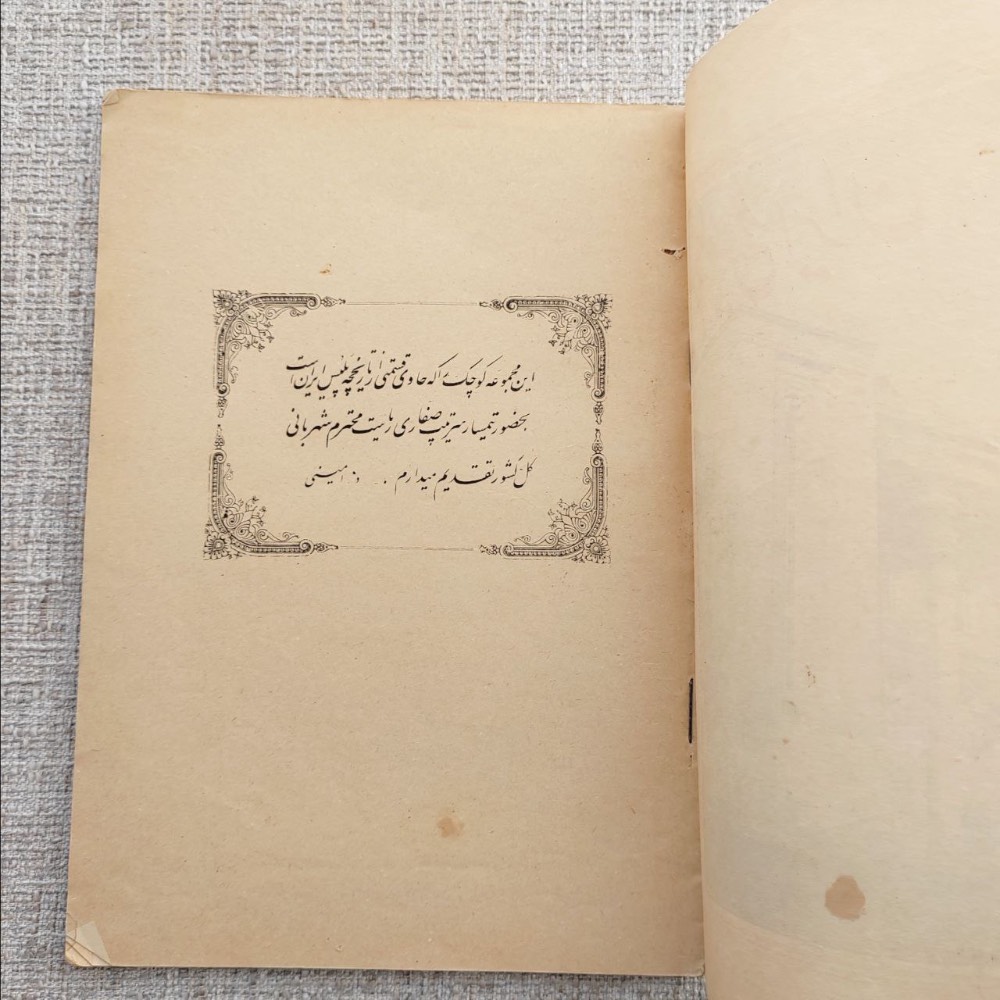 این مجموعه کوچک را که حاوی قسمتی از تاریخچه پلیس ایران است
بحضور تیمسار سرتیپ صفاری ریاست محترم شهربانی
کل کشور تقدیم میدارم . د. امینی